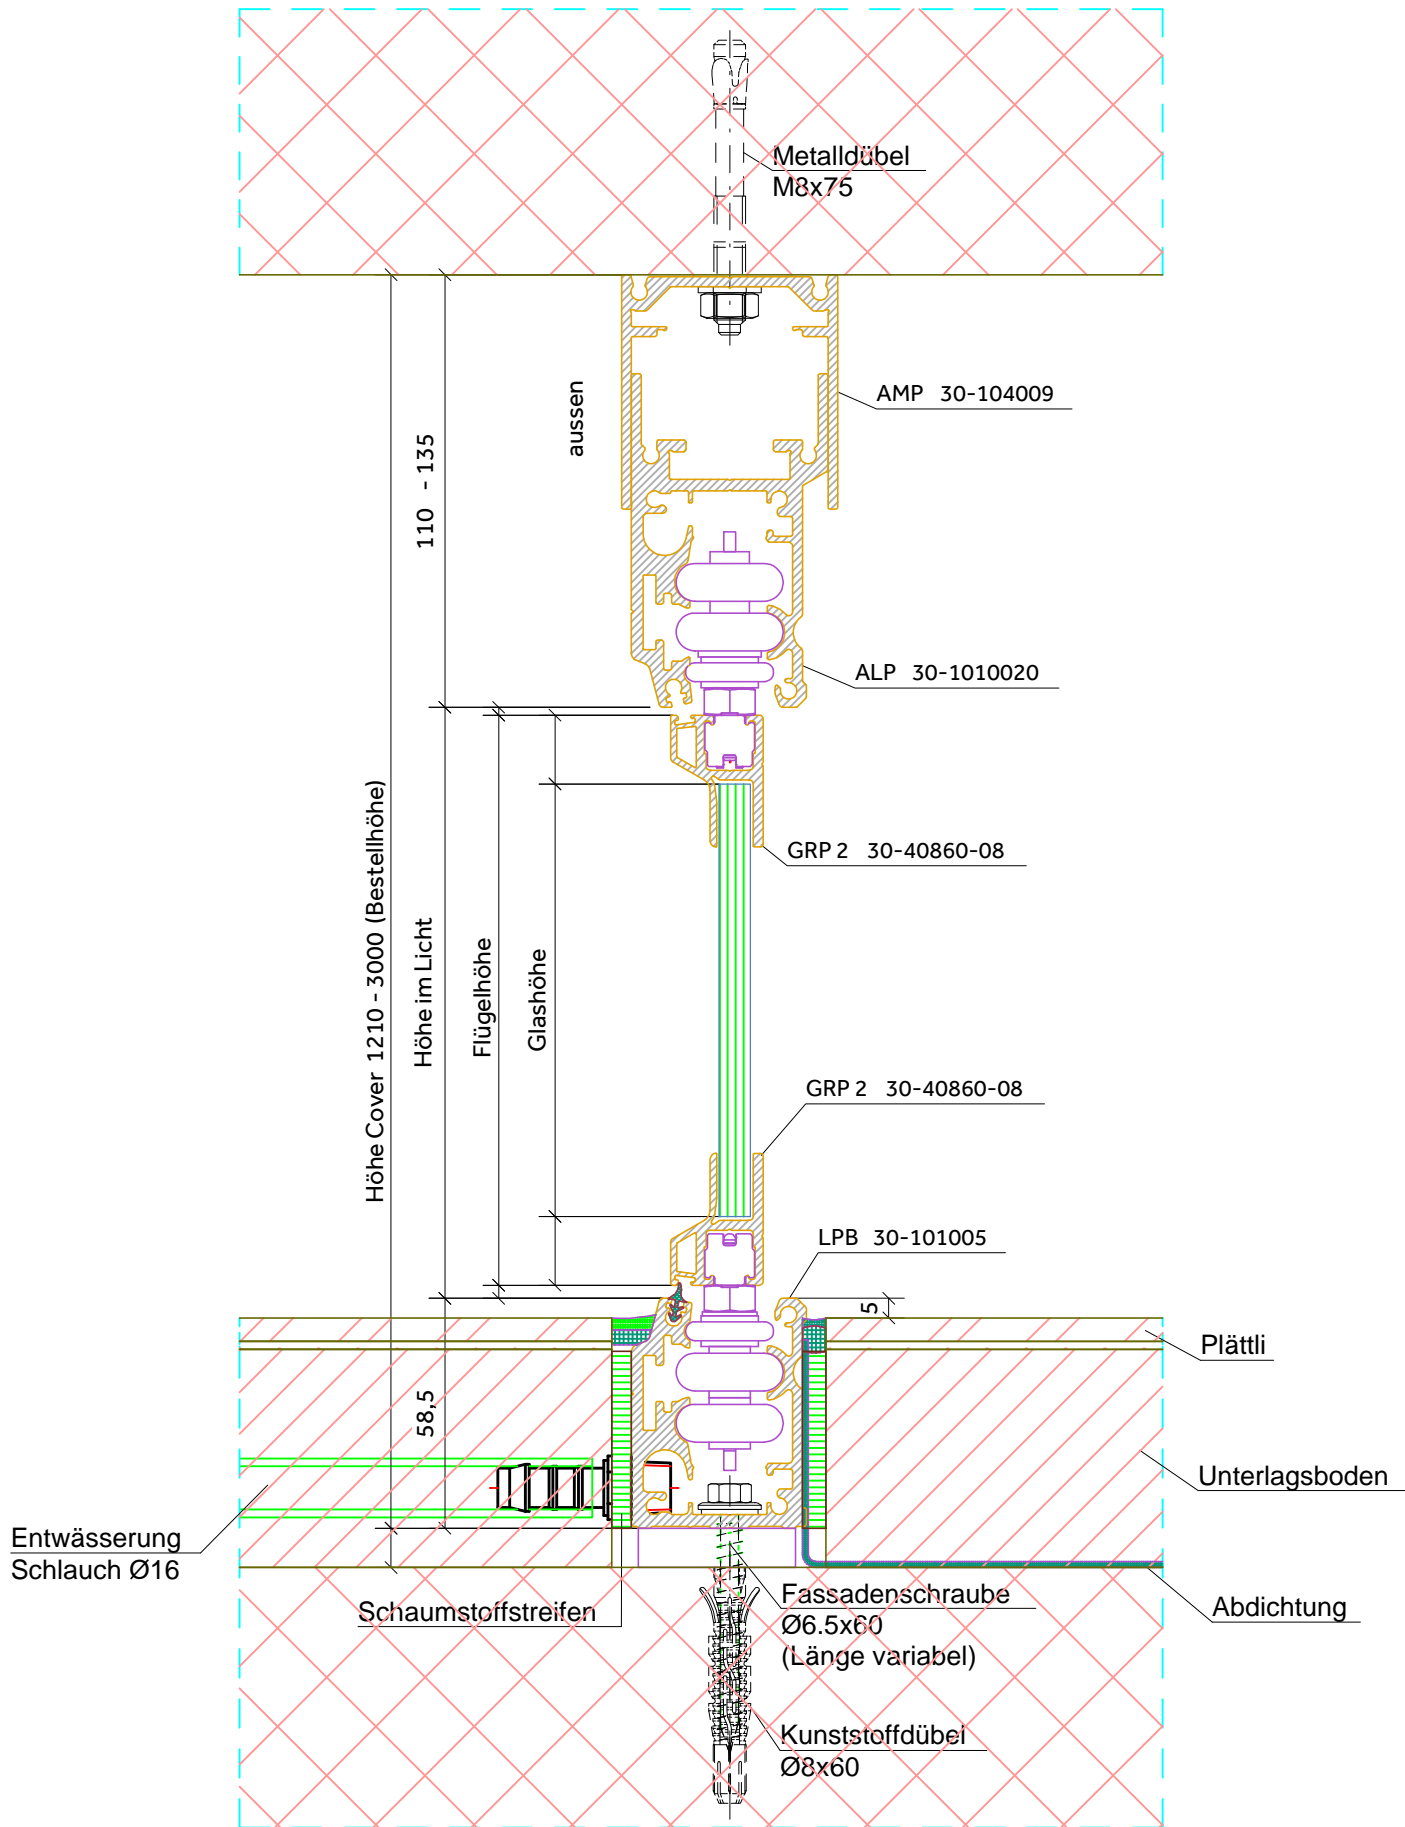 Metalldübel
M8x75
aussen
AMP 30-104009
110 - 135
ALP 30-1010020
GRP 2 30-40860-08
Höhe Cover 1210 - 3000 (Bestellhöhe)
Höhe im Licht
Flügelhöhe
Glashöhe
GRP 2 30-40860-08
LPB 30-101005
5
Plättli
58,5
Unterlagsboden
Entwässerung
Schlauch Ø16
Schaumstoffstreifen
Fassadenschraube
Ø6.5x60
(Länge variabel)
Abdichtung
Kunststoffdübel
Ø8x60